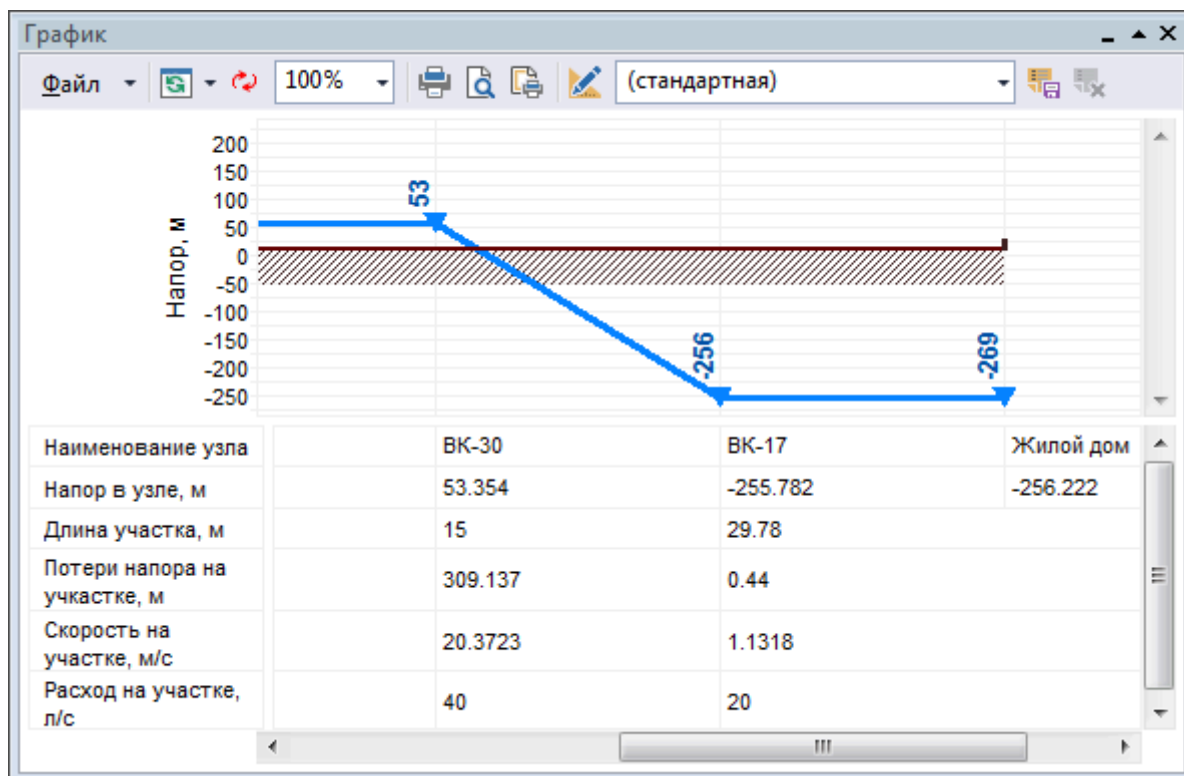 График
Файл 100% (стандартная)
200
150
100
50
0
-50
-100
-150
-200
-250
Напор, м
53
-256
-269
Наименование узла ВК-30 ВК-17 Жилой дом
Напор в узле, м 53.354 -255.782 -256.222
Длина участка, м 15 29.78
Потери напора на
учкастке, м 309.137 0.44
Скорость на
участке, м/с 20.3723 1.1318
Расход на участке,
л/с 40 20